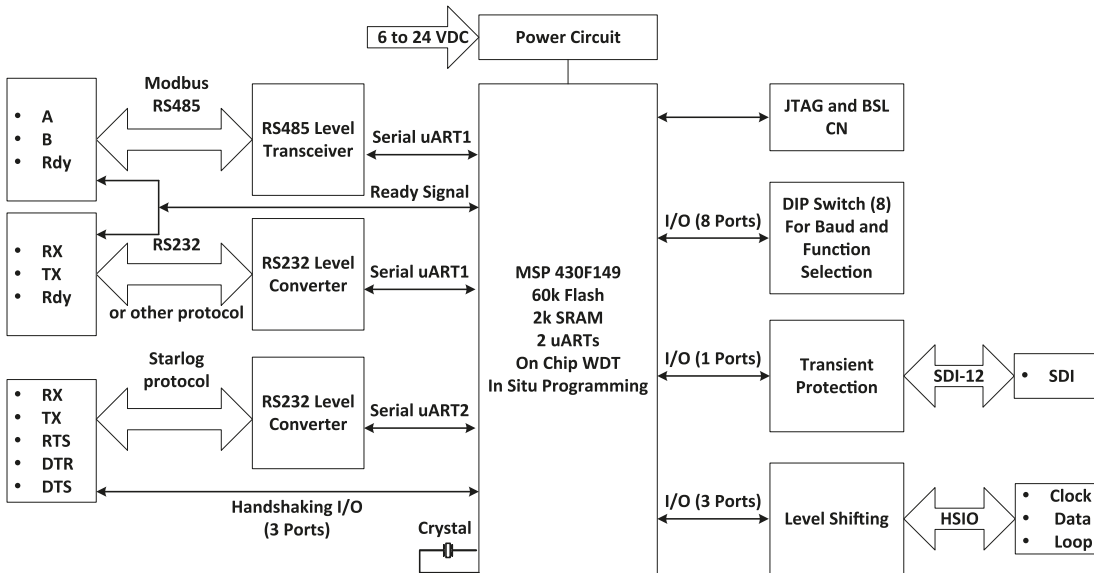 6 to 24 VDC
Power Circuit
Modbus
RS485
• A
• B
• Rdy
RS485 Level
Transceiver
Serial uART1
Ready Signal
• RX
• TX
• Rdy
RS232
or other protocol
RS232 Level
Converter
Serial uART1
Starlog
protocol
• RX
• TX
• RTS
• DTR
• DTS
RS232 Level
Converter
Serial uART2
Handshaking I/O
(3 Ports)
Crystal
MSP 430F149
60k Flash
2k SRAM
2 uARTs
On Chip WDT
In Situ Programming
JTAG and BSL
CN
I/O (8 Ports)
DIP Switch (8)
For Baud and
Function
Selection
I/O (1 Ports)
Transient
Protection
SDI-12
• SDI
I/O (3 Ports)
Level Shifting
HSIO
• Clock
• Data
• Loop